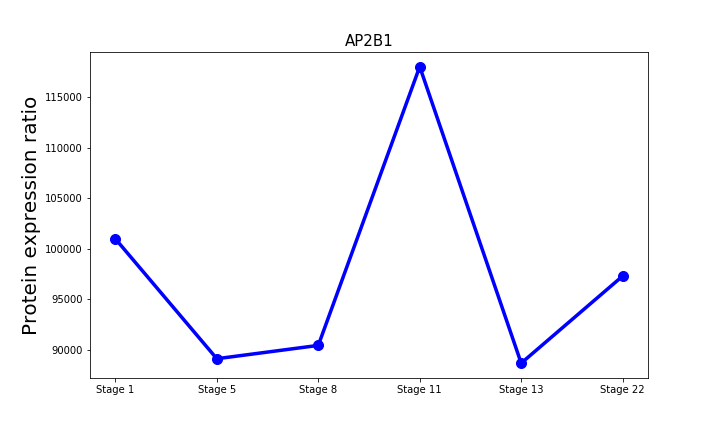 AP2B1
Protein expression ratio
115000
110000
105000
100000
95000
90000
Stage 1 Stage 5 Stage 8 Stage 11 Stage 13 Stage 22